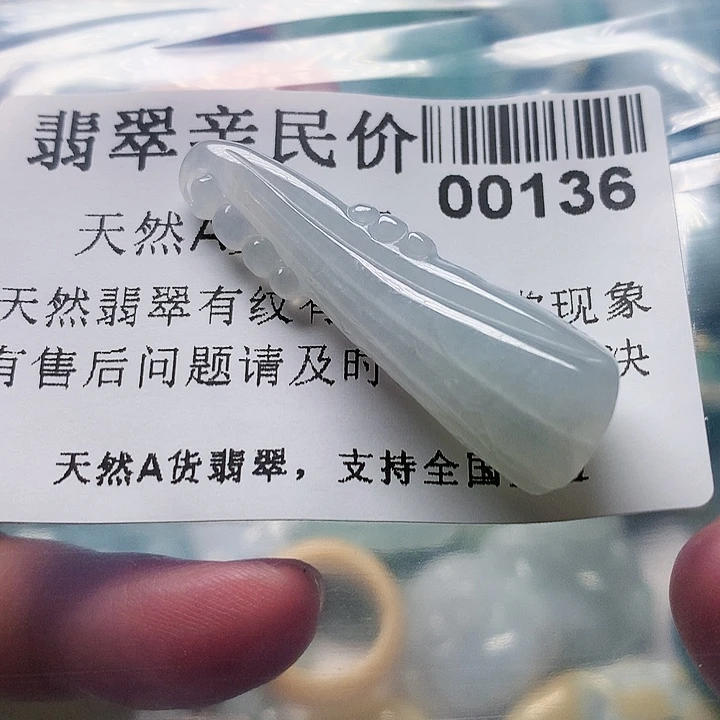 翡翠亲民价
00136
天然A
天然翡翠有纹有 现象
有售后问题请及时 决
天然A货翡翠，支持全国